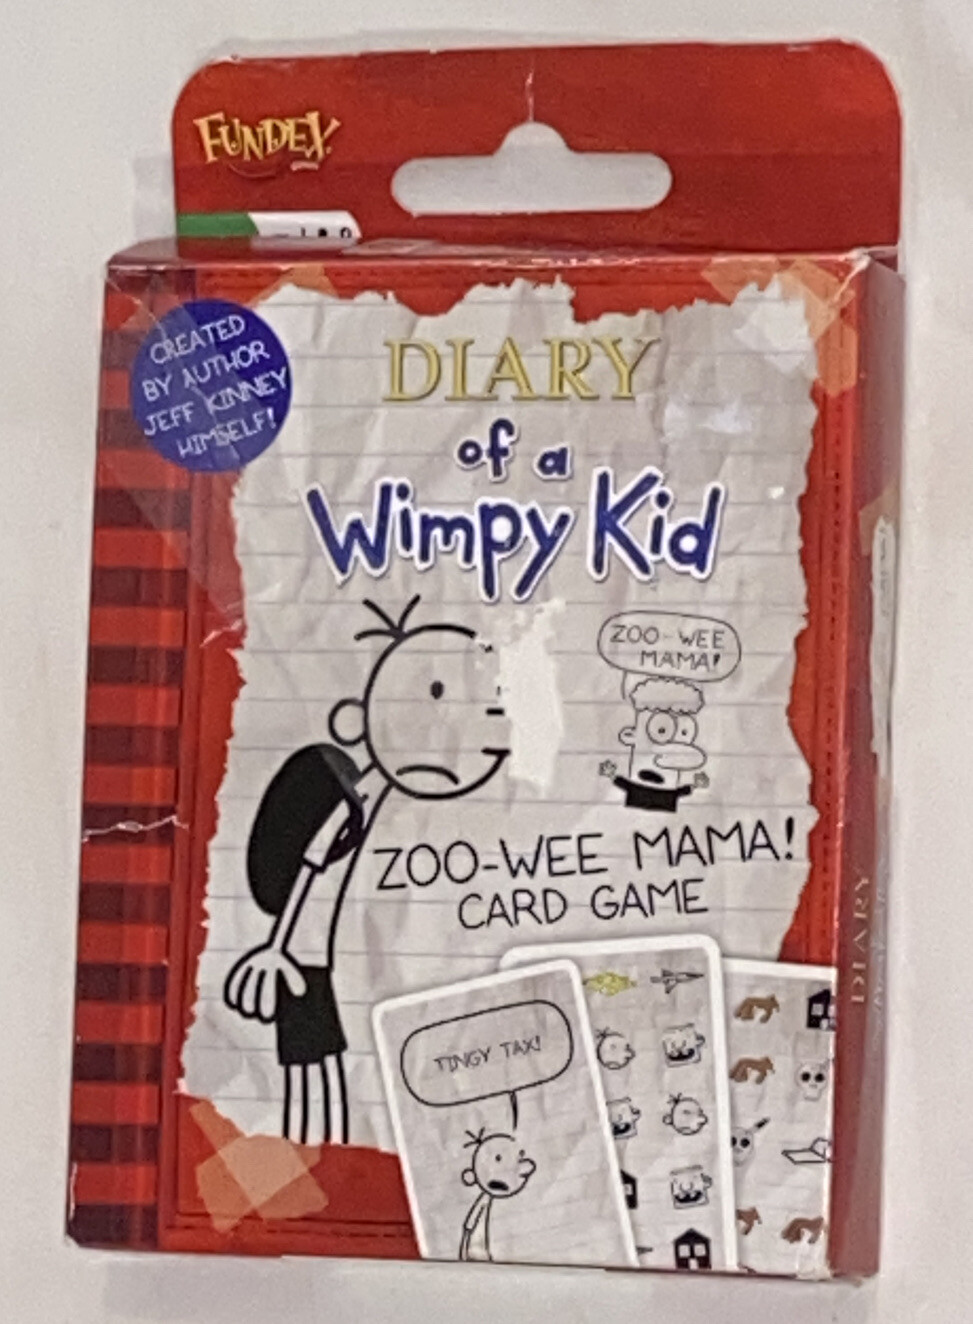 FUNDEX
CREATED
BY AUTHOR
JEFF KINNEY
HIMSELF!
DIARY
of a
Wimpy Kid
ZOO-WEE
MAMA!
ZOO-WEE MAMA!
CARD GAME
TINGY TAX!
DIARY